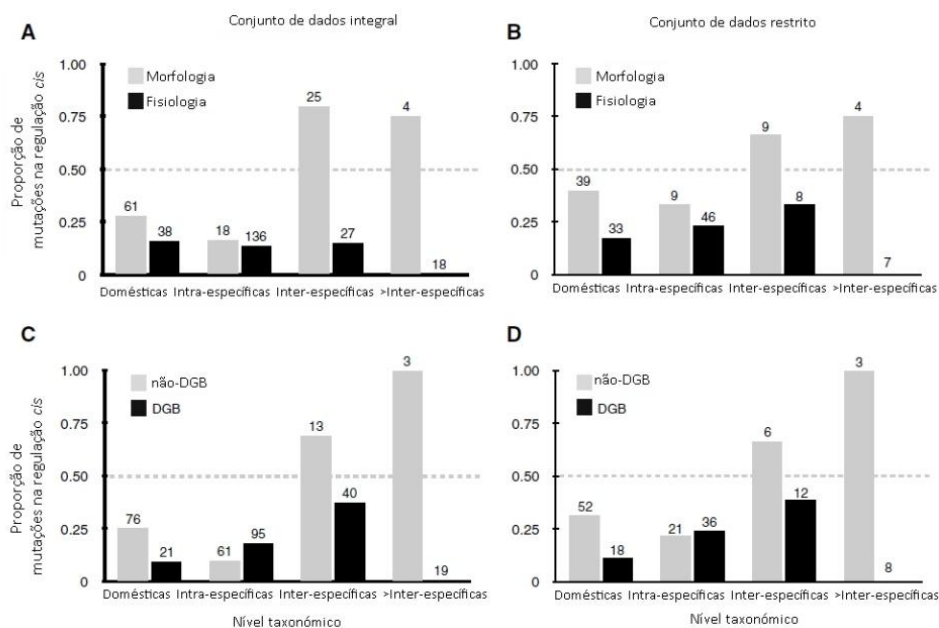 Conjunto de dados integral
Conjunto de dados restrito
A
Proporção de
mutações na regulação cis
1.00
0.75
0.50
0.25
0
Morfologia
Fisiologia
61
38
18
136
25
27
4
18
Domésticas Intra-específicas Inter-específicas >Inter-específicas
B
1.00
0.75
0.50
0.25
0
Morfologia
Fisiologia
39
33
9
46
9
8
4
7
Domésticas Intra-específicas Inter-específicas >Inter-específicas
C
Proporção de
mutações na regulação cis
1.00
0.75
0.50
0.25
0
não-DGB
DGB
76
21
61
95
13
40
3
19
Domésticas Intra-específicas Inter-específicas >Inter-específicas
Nível taxonómico
D
1.00
0.75
0.50
0.25
0
não-DGB
DGB
52
18
21
36
6
12
3
8
Domésticas Intra-específicas Inter-específicas >Inter-específicas
Nível taxonómico